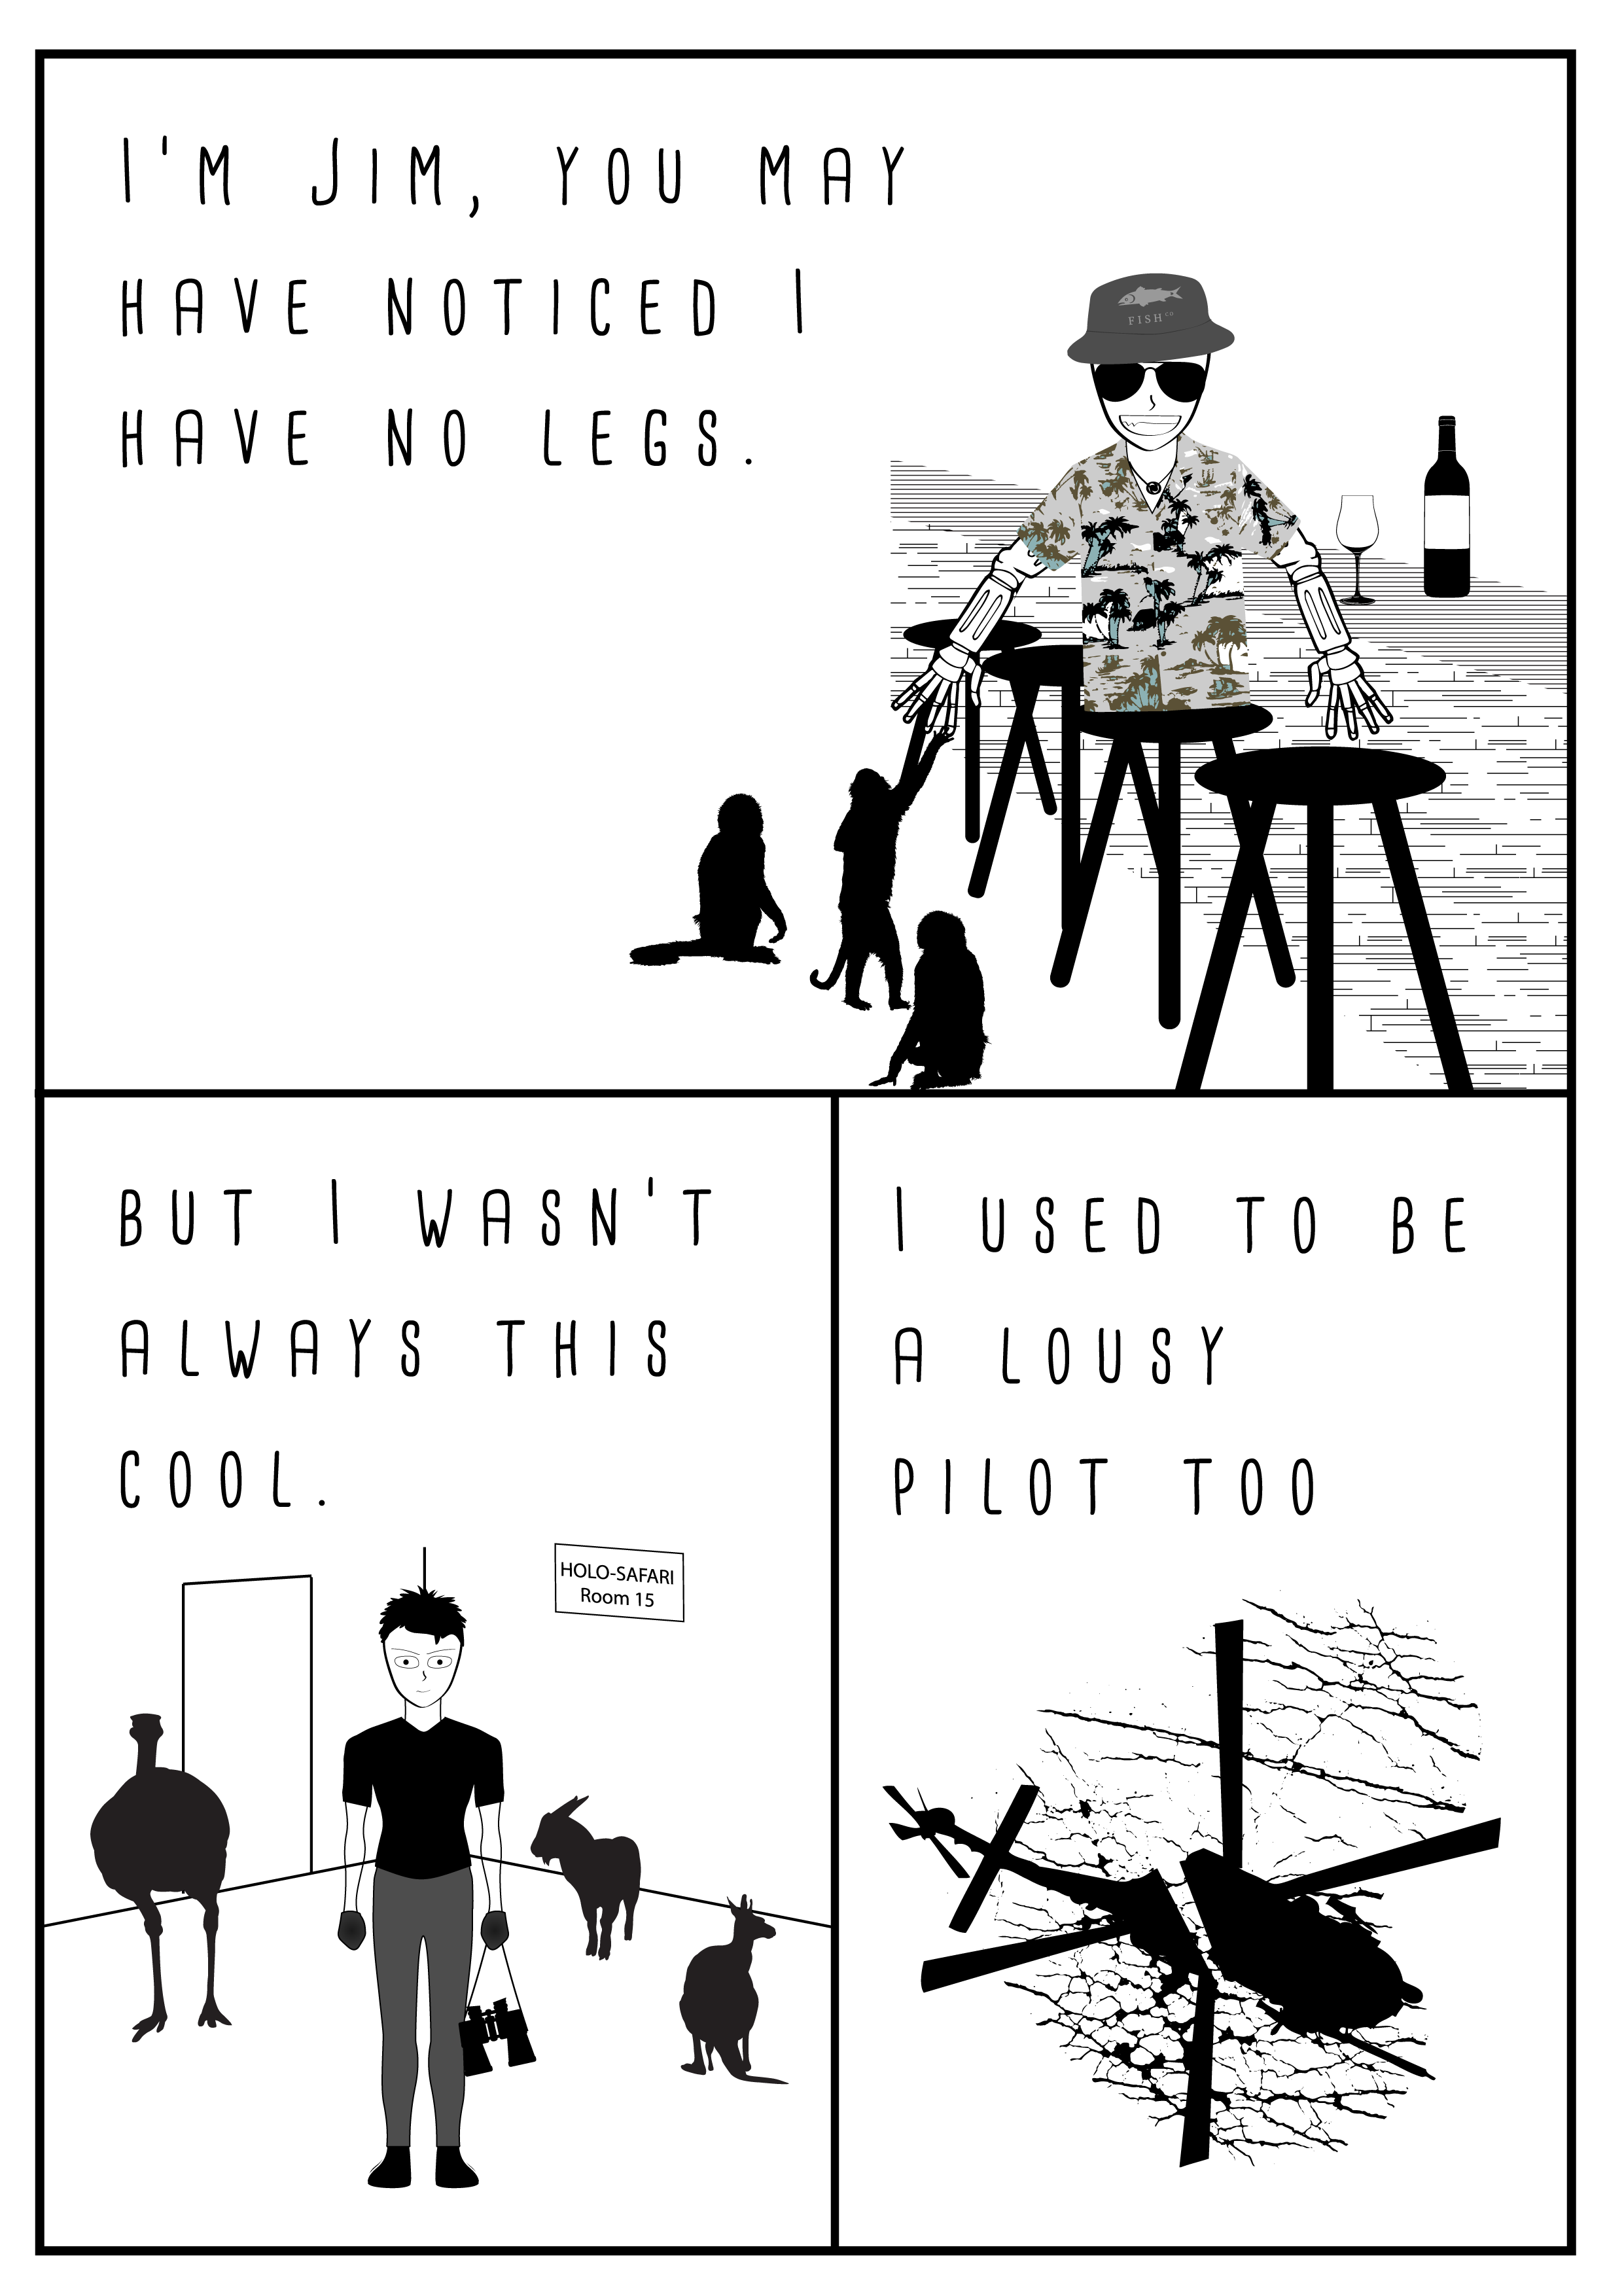 I'M JIM, YOU MAY
HAVE NOTICED I
HAVE NO LEGS.
FISH CO
BUT I WASN'T
ALWAYS THIS
COOL.
HOLO-SAFARI
Room 15
I USED TO BE
A LOUSY
PILOT TOO